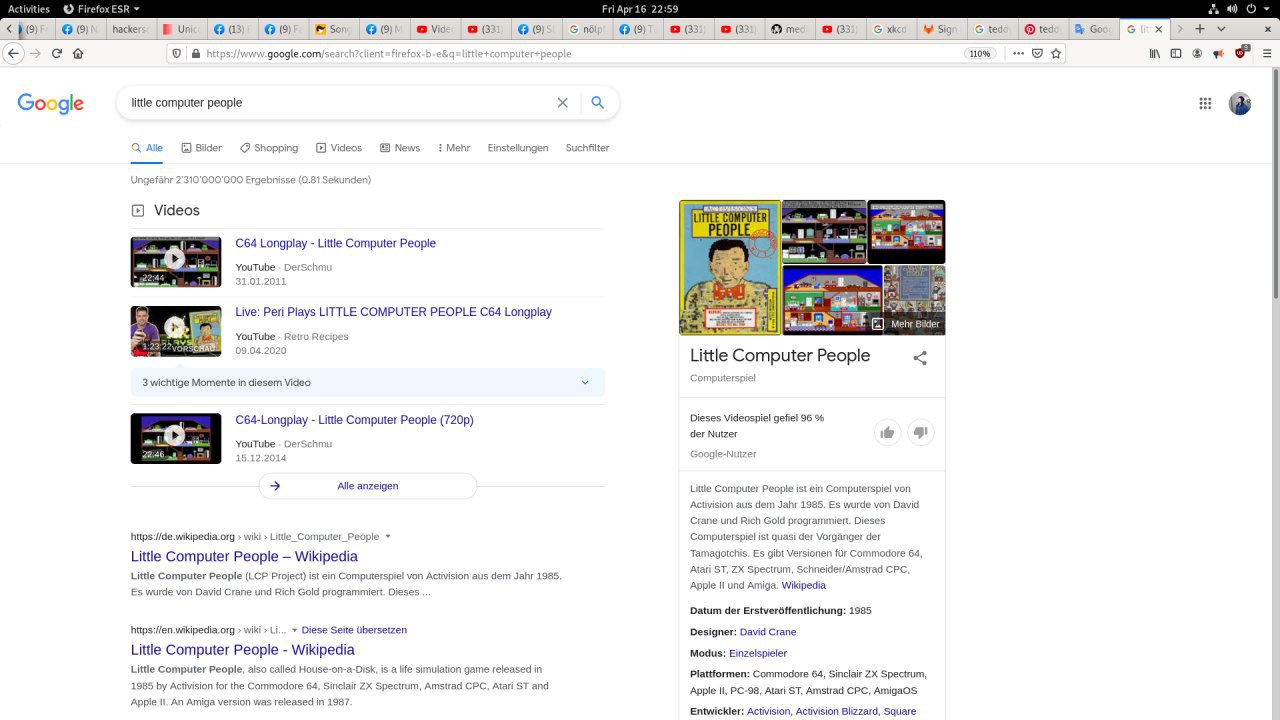 Activities Firefox ESR Fri Apr 16 22:59
(9) F (9) N hackers (1) N (13) Song (9) T Vide (331) (9) S nölp (9) T (331) (331) medi (331) xkcd Sign tedd tedd Goog lit
https://www.google.com/search?client=firefox-b-e&q=little+computer+people 110%
Google little computer people
Alle Bilder Shopping Videos News Mehr Einstellungen Suchfilter
Ungefähr 2'310'000'000 Ergebnisse (0.81 Sekunden)
Videos
22:44
C64 Longplay - Little Computer People
YouTube · DerSchmu
31.01.2011
1:23:22 VORSCHAU
Live: Peri Plays LITTLE COMPUTER PEOPLE C64 Longplay
YouTube · Retro Recipes
09.04.2020
3 wichtige Momente in diesem Video
22:46
C64-Longplay - Little Computer People (720p)
YouTube · DerSchmu
15.12.2014
Alle anzeigen
https://de.wikipedia.org › wiki › Little_Computer_People
Little Computer People – Wikipedia
Little Computer People (LCP Project) ist ein Computerspiel von Activision aus dem Jahr 1985.
Es wurde von David Crane und Rich Gold programmiert. Dieses ...
https://en.wikipedia.org › wiki › Li... Diese Seite übersetzen
Little Computer People - Wikipedia
Little Computer People, also called House-on-a-Disk, is a life simulation game released in
1985 by Activision for the Commodore 64, Sinclair ZX Spectrum, Amstrad CPC, Atari ST and
Apple II. An Amiga version was released in 1987.
ACTIVISION'S
LITTLE COMPUTER
PEOPLE
Mehr Bilder
Little Computer People
Computerspiel
Dieses Videospiel gefiel 96 %
der Nutzer
Google-Nutzer
Little Computer People ist ein Computerspiel von
Activision aus dem Jahr 1985. Es wurde von David
Crane und Rich Gold programmiert. Dieses
Computerspiel ist quasi der Vorgänger der
Tamagotchis. Es gibt Versionen für Commodore 64,
Atari ST, ZX Spectrum, Schneider/Amstrad CPC,
Apple II und Amiga. Wikipedia
Datum der Erstveröffentlichung: 1985
Designer: David Crane
Modus: Einzelspieler
Plattformen: Commodore 64, Sinclair ZX Spectrum,
Apple II, PC-98, Atari ST, Amstrad CPC, AmigaOS
Entwickler: Activision, Activision Blizzard, Square